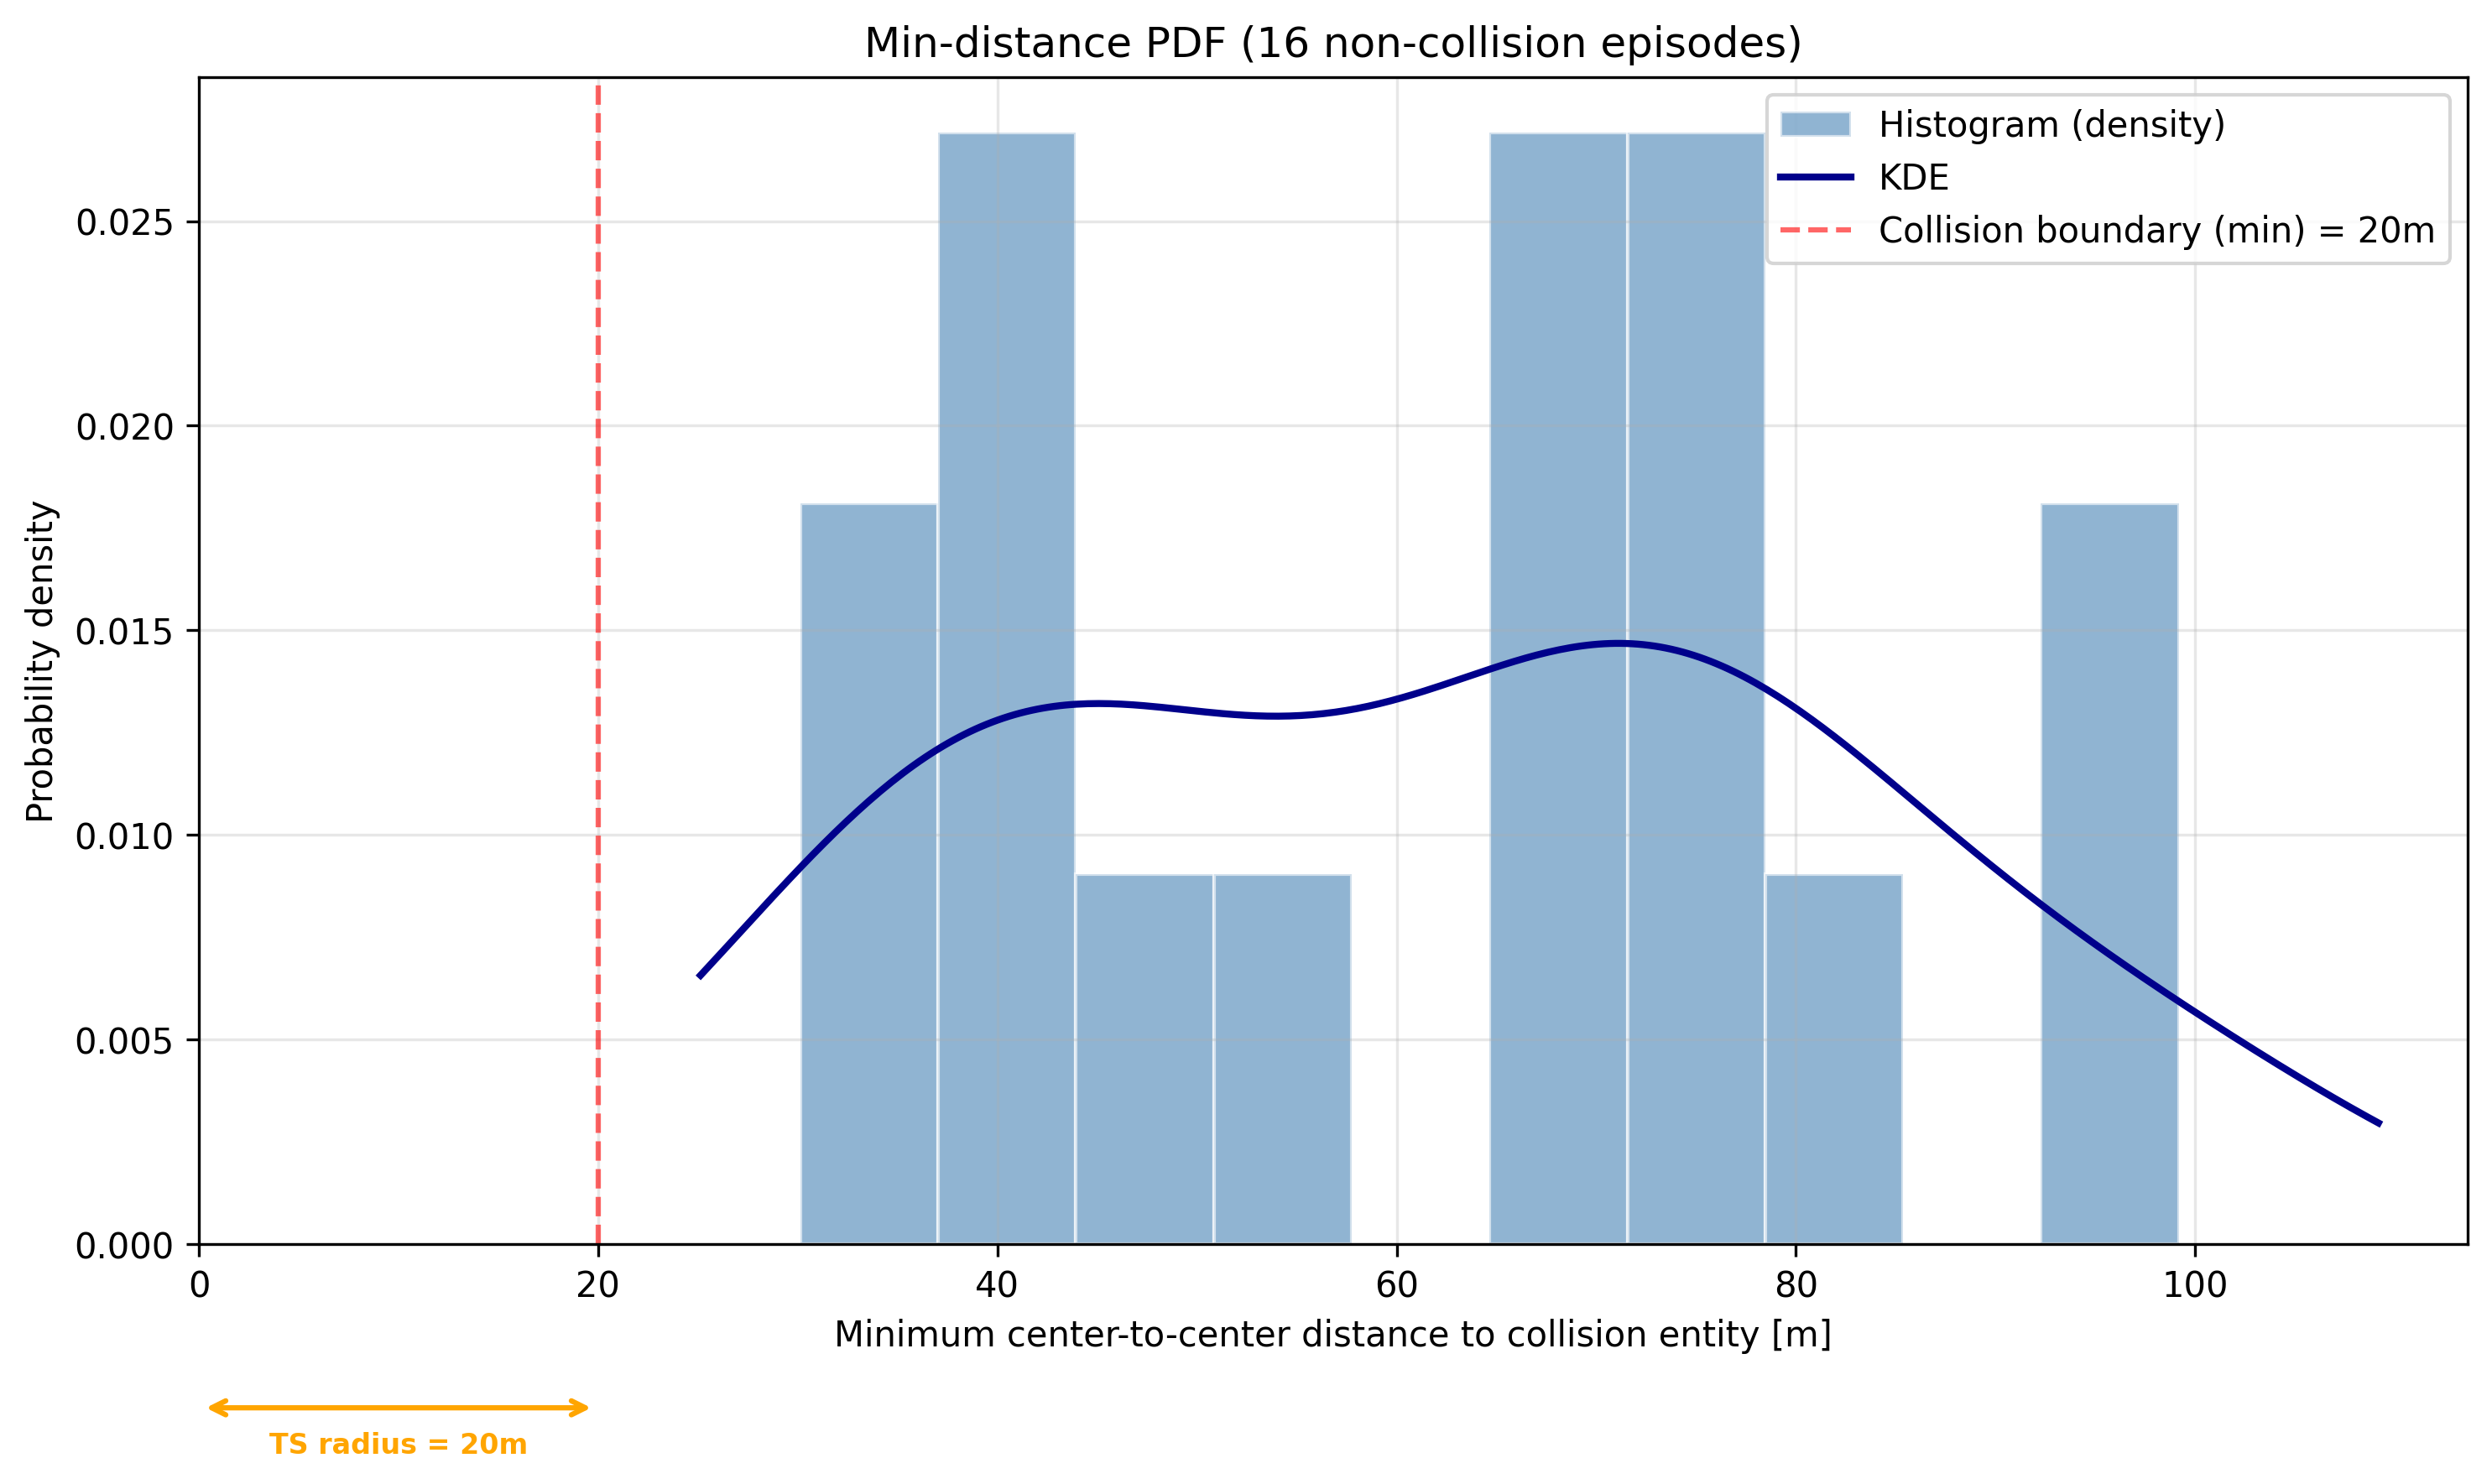 Min-distance PDF (16 non-collision episodes)
Histogram (density)
KDE
Collision boundary (min) = 20m
Probability density
0.025
0.020
0.015
0.010
0.005
0.000
0 20 40 60 80 100
Minimum center-to-center distance to collision entity [m]
TS radius = 20m